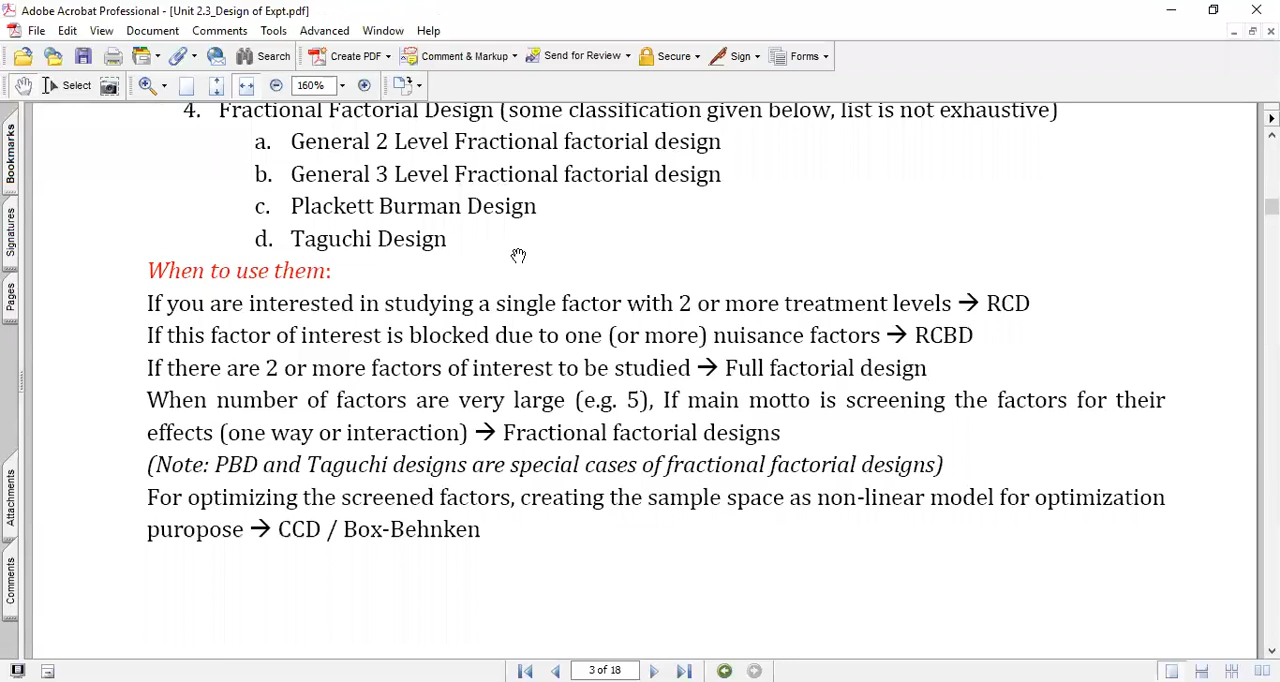 Adobe Acrobat Professional - [Unit 2.3_Design of Expt.pdf]
File Edit View Document Comments Tools Advanced Window Help
Search Create PDF Comment & Markup Send for Review Secure Sign Forms
Select 160%
4. Fractional Factorial Design (some classification given below, list is not exhaustive)
a. General 2 Level Fractional factorial design
b. General 3 Level Fractional factorial design
c. Plackett Burman Design
d. Taguchi Design
When to use them:
If you are interested in studying a single factor with 2 or more treatment levels → RCD
If this factor of interest is blocked due to one (or more) nuisance factors → RCBD
If there are 2 or more factors of interest to be studied → Full factorial design
When number of factors are very large (e.g. 5), If main motto is screening the factors for their
effects (one way or interaction) → Fractional factorial designs
(Note: PBD and Taguchi designs are special cases of fractional factorial designs)
For optimizing the screened factors, creating the sample space as non-linear model for optimization
puropose → CCD / Box-Behnken
Bookmarks
Signatures
Pages
Attachments
Comments
3 of 18